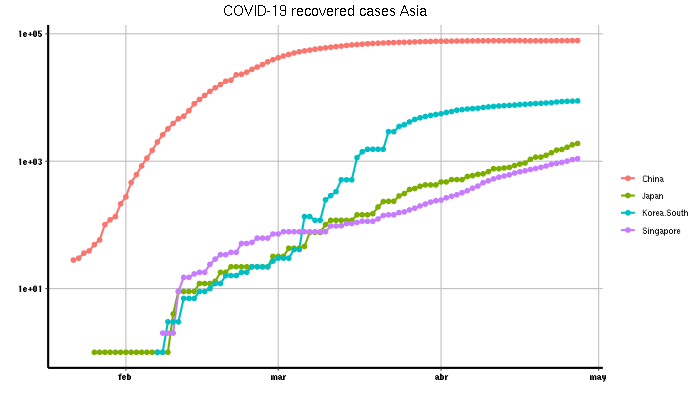 COVID-19 recovered cases Asia
1e+05
1e+03
1e+01
feb
mar
abr
may
China
Japan
Korea.South
Singapore